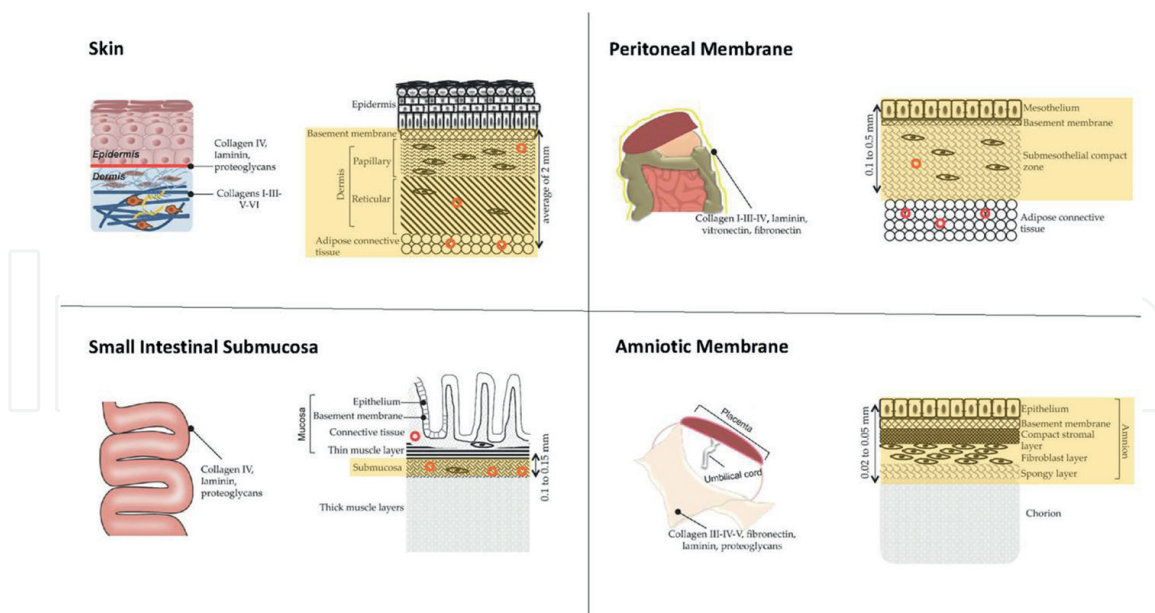 Skin
Epidermis
Dermis
Collagen IV,
laminin,
proteoglycans
Collagens I-III-
V-VI
Epidermis
Basement membrane
Papillary
Dermis
Reticular
Adipose connective
tissue
average of 2 mm
Peritoneal Membrane
Collagen I-III-IV, laminin,
vitronectin, fibronectin
0.1 to 0.5 mm
Mesothelium
Basement membrane
Submesothelial compact
zone
Adipose connective
tissue
Small Intestinal Submucosa
Collagen IV,
laminin,
proteoglycans
Mucosa
Epithelium
Basement membrane
Connective tissue
Thin muscle layer
Submucosa
Thick muscle layers
0.1 to 0.15 mm
Amniotic Membrane
Placenta
Umbilical cord
Collagen III-IV-V, fibronectin,
laminin, proteoglycans
0.02 to 0.05 mm
Epithelium
Basement membrane
Compact stromal
layer
Fibroblast layer
Spongy layer
Amnion
Chorion